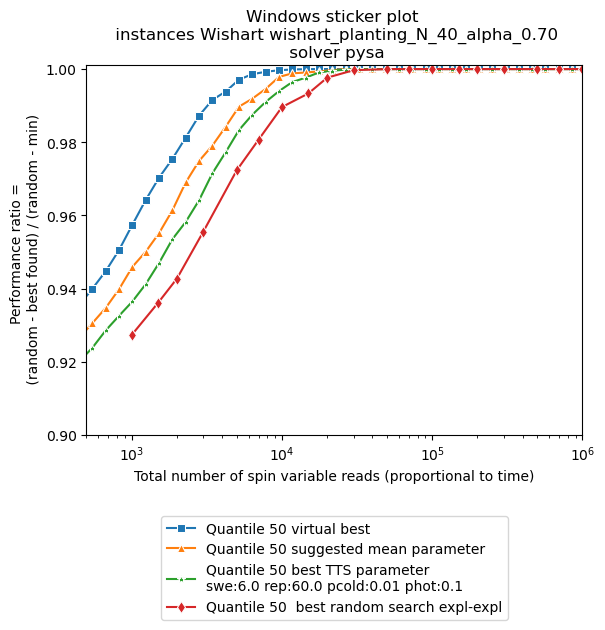 Windows sticker plot
instances Wishart wishart_planting_N_40_alpha_0.70
solver pysa
1.00
0.98
0.96
0.94
0.92
0.90
Performance ratio =
(random - best found) / (random - min)
10³
10⁴
10⁵
10⁶
Total number of spin variable reads (proportional to time)
Quantile 50 virtual best
Quantile 50 suggested mean parameter
Quantile 50 best TTS parameter
swe:6.0 rep:60.0 pcold:0.01 phot:0.1
Quantile 50  best random search expl-expl